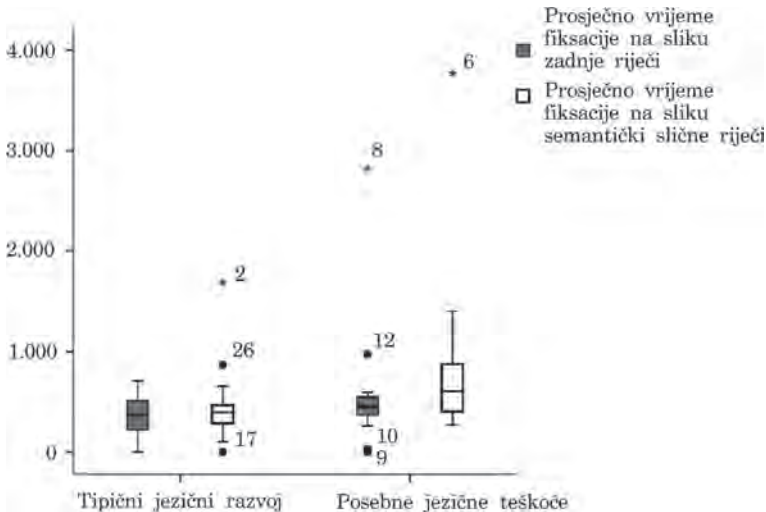 Prosječno vrijeme
fiksacije na sliku
zadnje riječi
Prosječno vrijeme
fiksacije na sliku
semantički slične riječi
4.000
3.000
2.000
1.000
0
6
8
2
26
17
12
10
9
Tipični jezični razvoj
Posebne jezične teškoće